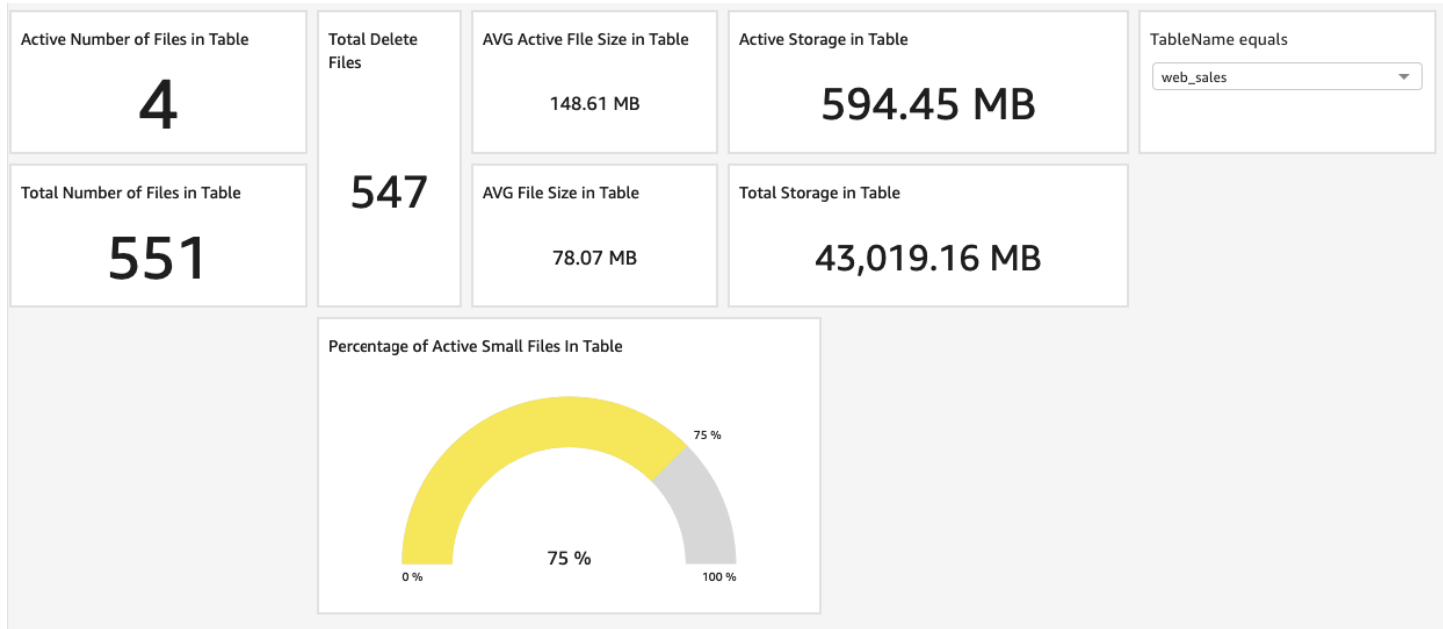 Active Number of Files in Table
4
Total Delete
Files
547
AVG Active FIle Size in Table
148.61 MB
Active Storage in Table
594.45 MB
TableName equals
web_sales
Total Number of Files in Table
551
AVG File Size in Table
78.07 MB
Total Storage in Table
43,019.16 MB
Percentage of Active Small Files In Table
75 %
75 %
0 %
100 %